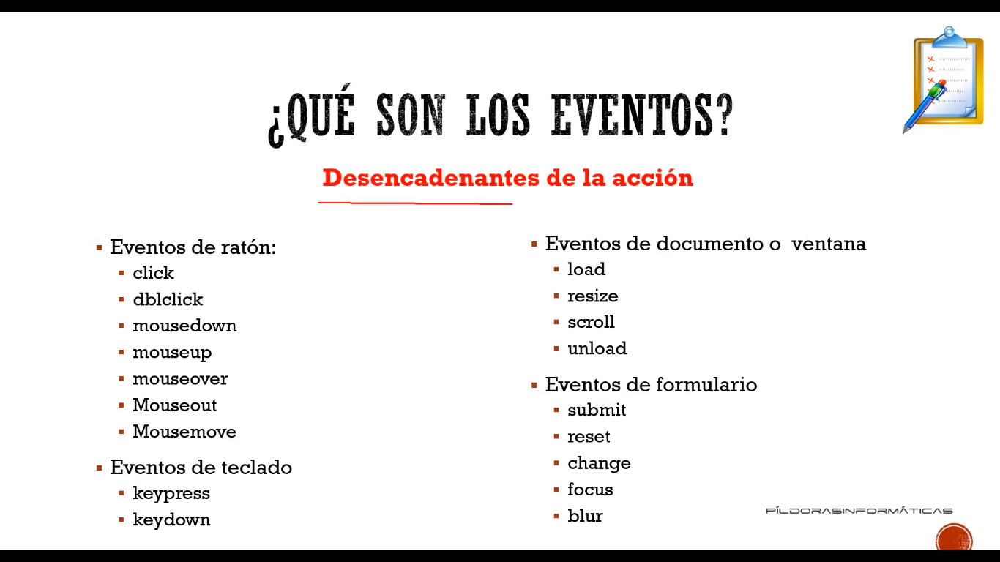 ¿QUÉ SON LOS EVENTOS?
Desencadenantes de la acción
Eventos de ratón:
click
dblclick
mousedown
mouseup
mouseover
Mouseout
Mousemove
Eventos de teclado
keypress
keydown
Eventos de documento o ventana
load
resize
scroll
unload
Eventos de formulario
submit
reset
change
focus
blur
PÍLDORASINFORMÁTICAS